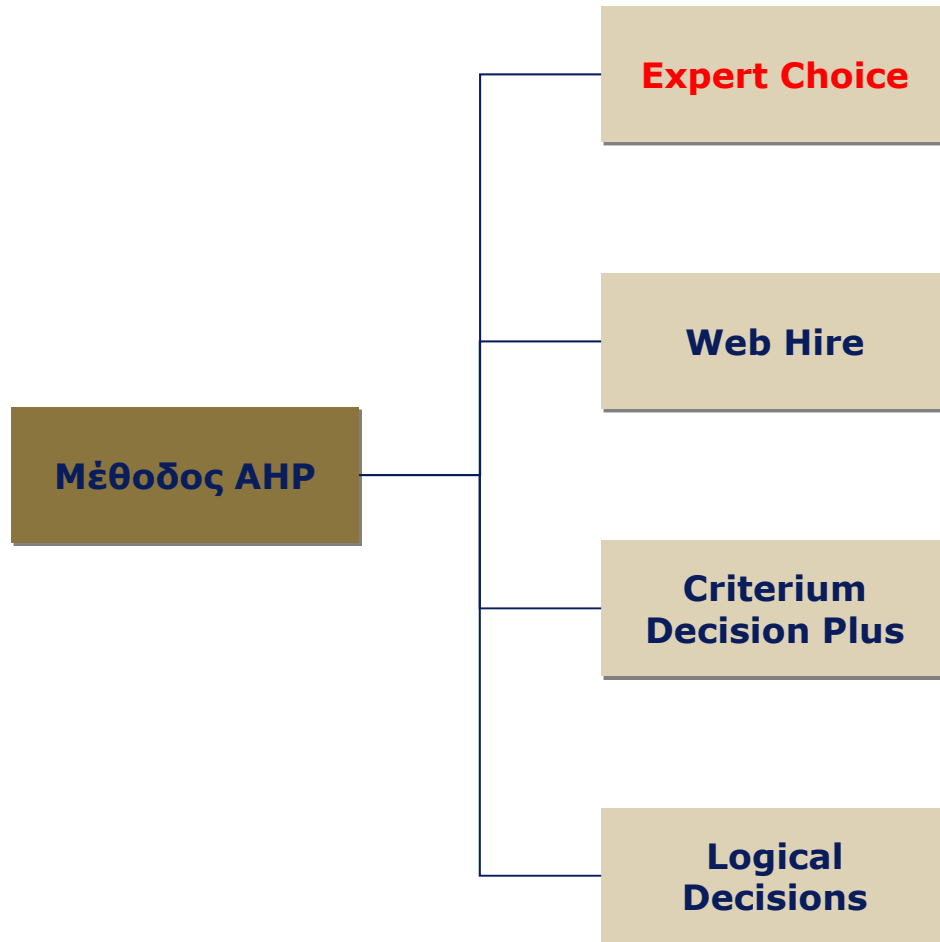 Expert Choice
Web Hire
Μέθοδος AHP
Criterium
Decision Plus
Logical
Decisions